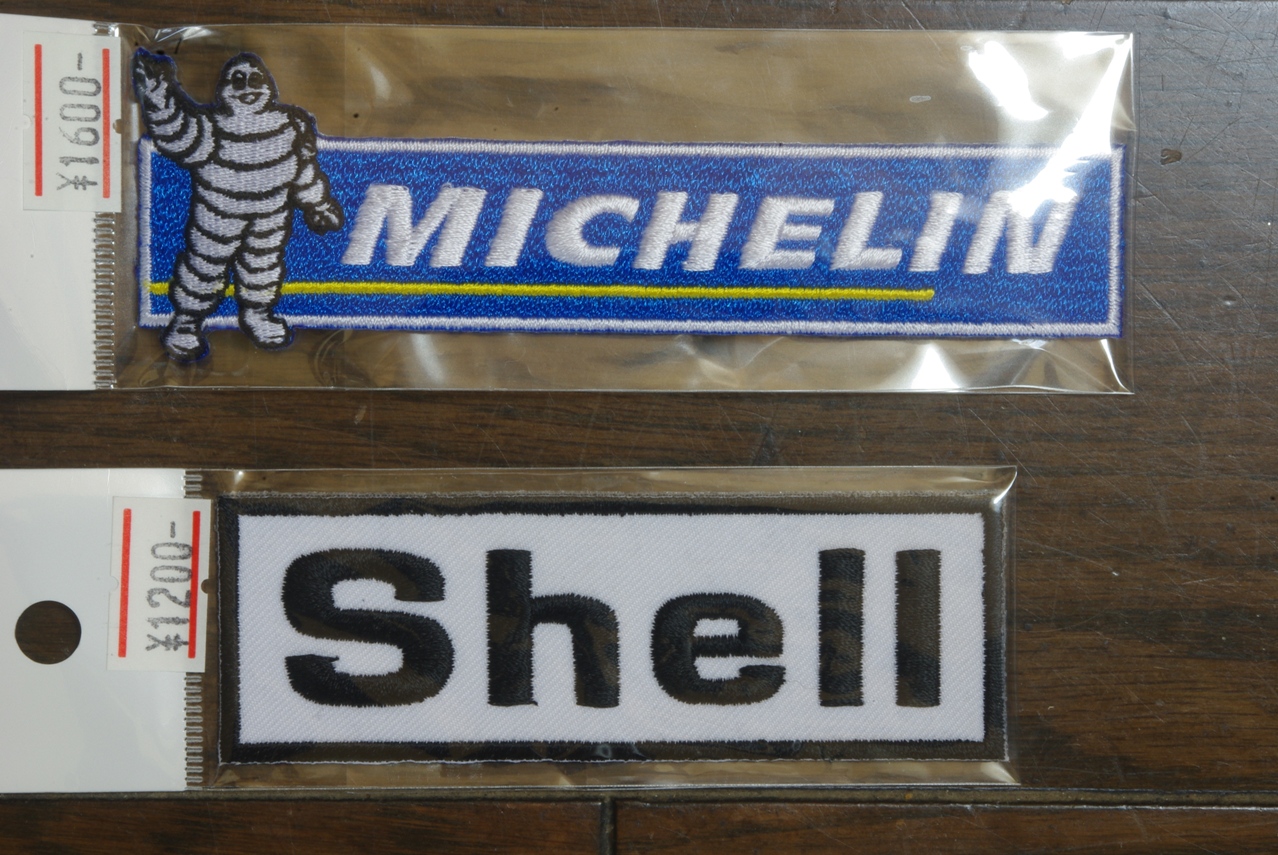 ¥1600-
MICHELIN
¥1200-
Shell